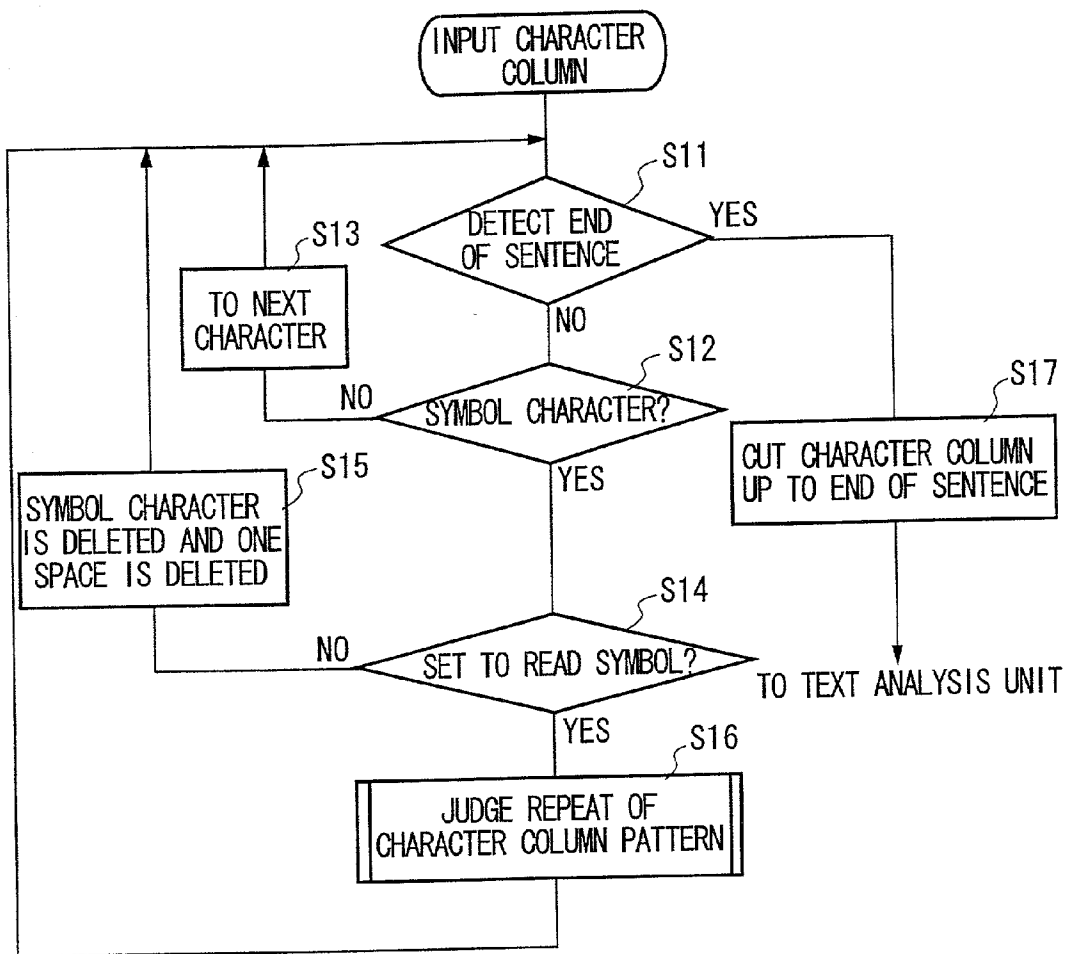 INPUT CHARACTER
COLUMN
S11
DETECT END
OF SENTENCE
YES
S13
TO NEXT
CHARACTER
NO
S12
SYMBOL CHARACTER?
NO
YES
S17
CUT CHARACTER COLUMN
UP TO END OF SENTENCE
S15
SYMBOL CHARACTER
IS DELETED AND ONE
SPACE IS DELETED
S14
SET TO READ SYMBOL?
NO
YES
TO TEXT ANALYSIS UNIT
S16
JUDGE REPEAT OF
CHARACTER COLUMN PATTERN